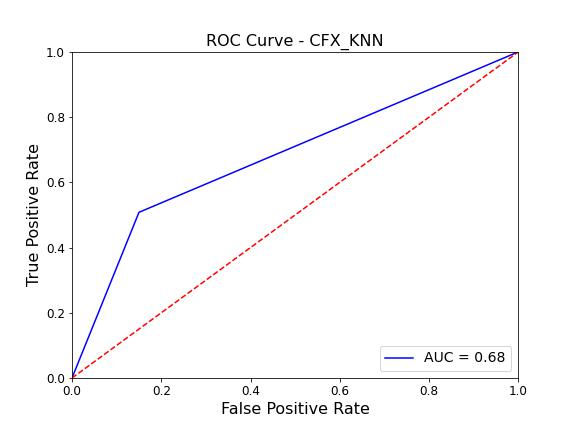 ROC Curve - CFX_KNN
1.0
0.8
0.6
0.4
0.2
0.0
True Positive Rate
AUC = 0.68
0.0 0.2 0.4 0.6 0.8 1.0
False Positive Rate